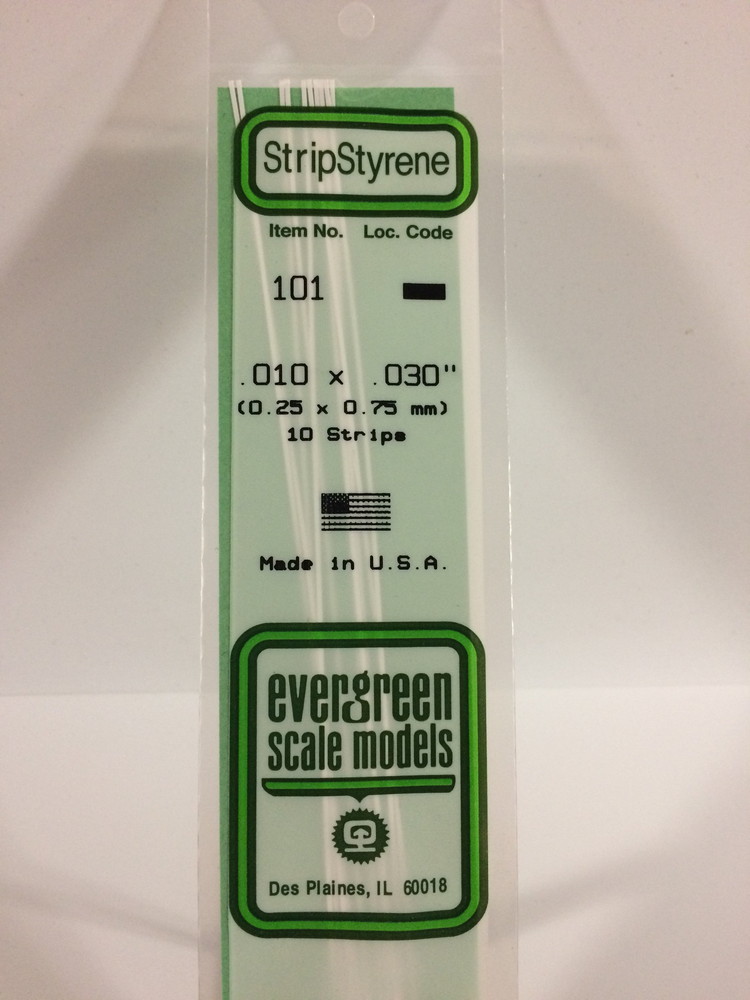 StripStyrene
Item No. Loc. Code
101
.010 x .030"
(0.25 x 0.75 mm)
10 Strips
Made in U.S.A.
evergreen
scale models
Des Plaines, IL 60018